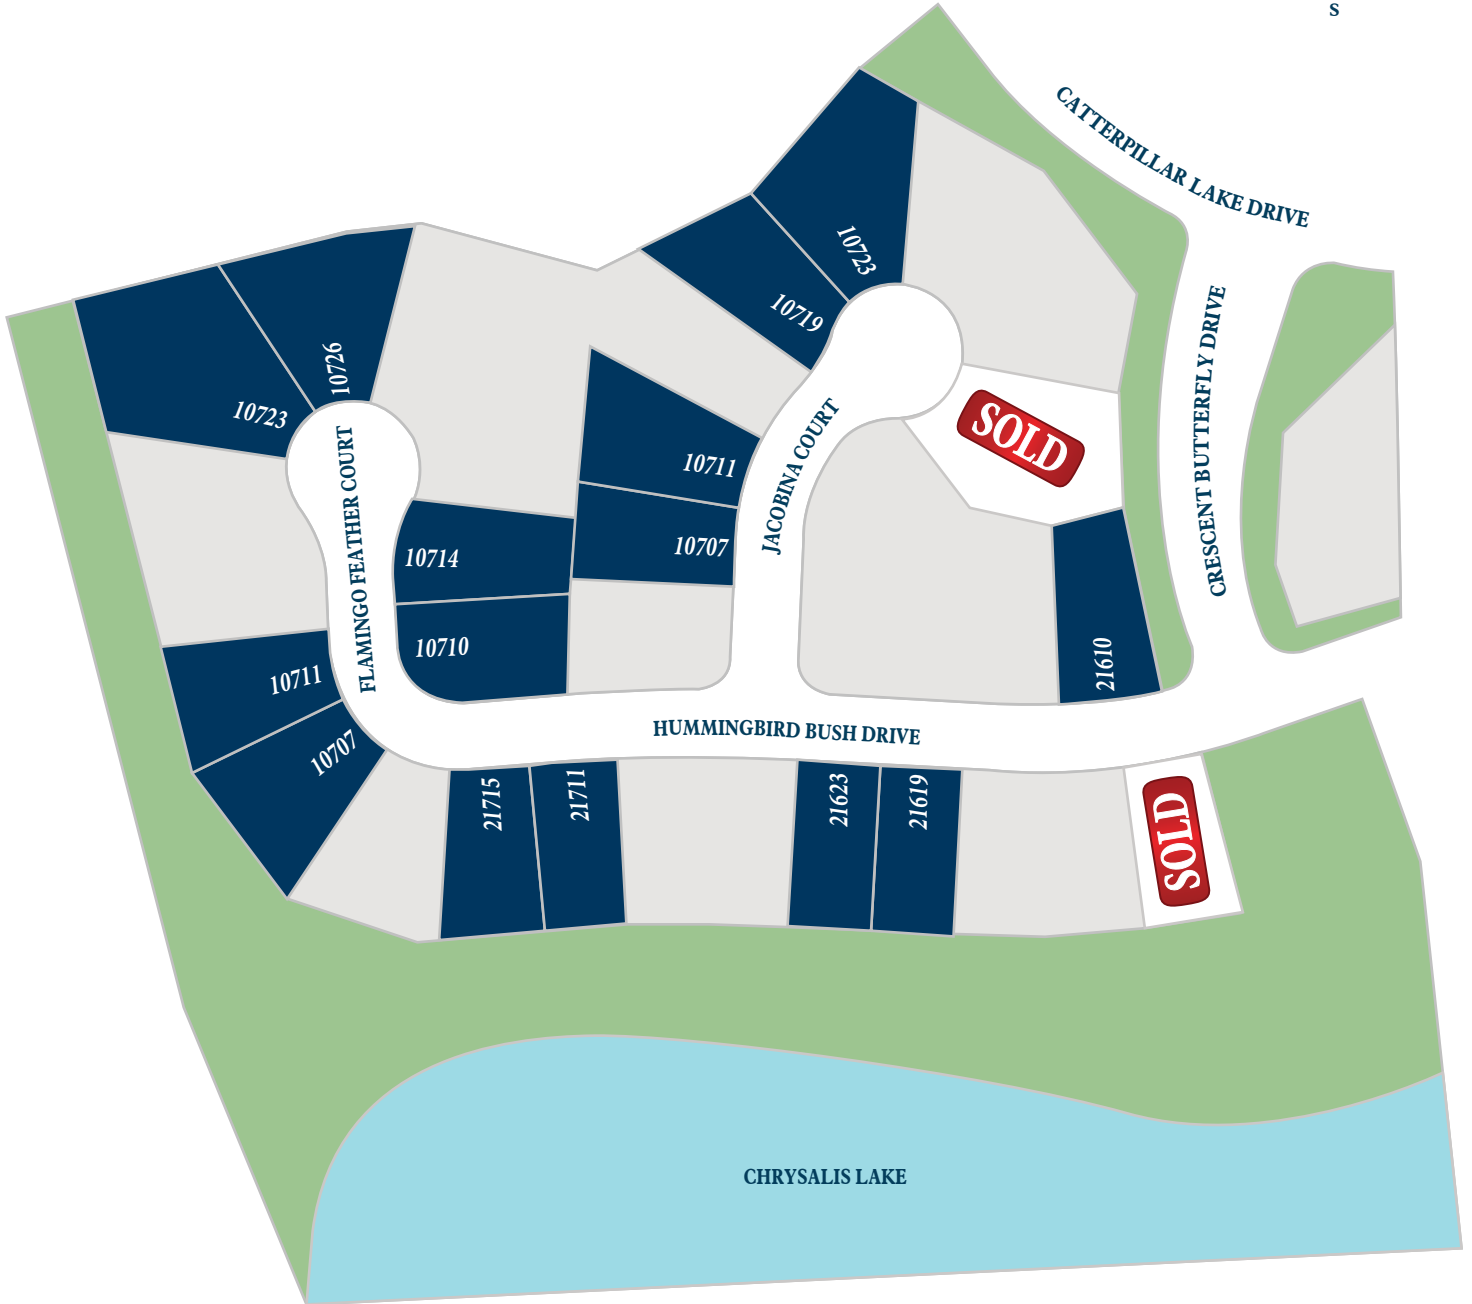 S
CATTERPILLAR LAKE DRIVE
10723
10719
10726
10723
CRESCENT BUTTERFLY DRIVE
SOLD
JACOBINA COURT
FLAMINGO FEATHER COURT
10711
10707
10714
10710
21610
10711
10707
HUMMINGBIRD BUSH DRIVE
21715
21711
21623
21619
SOLD
CHRYSALIS LAKE